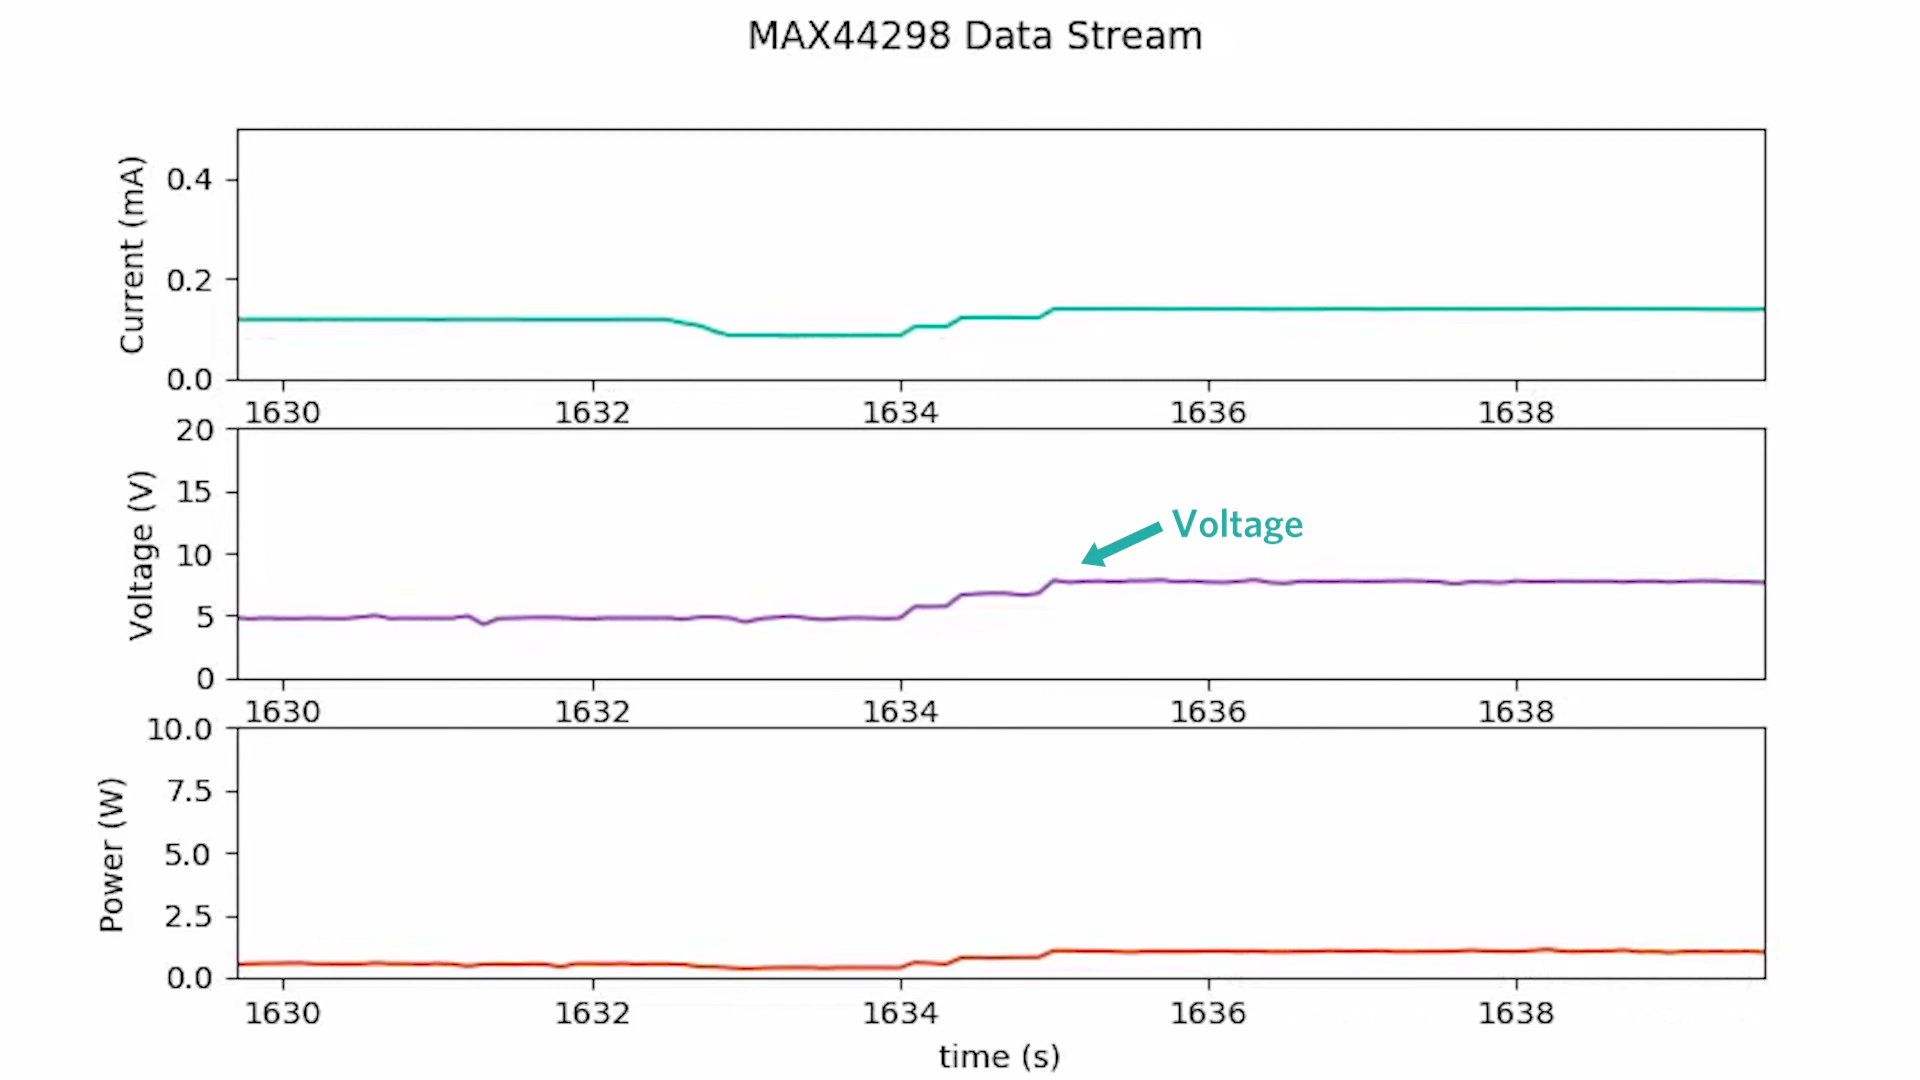 MAX44298 Data Stream
Current (mA)
0.4
0.2
0.0
1630 1632 1634 1636 1638
Voltage (V)
20
15
10
5
0
Voltage
1630 1632 1634 1636 1638
Power (W)
10.0
7.5
5.0
2.5
0.0
1630 1632 1634 1636 1638
time (s)